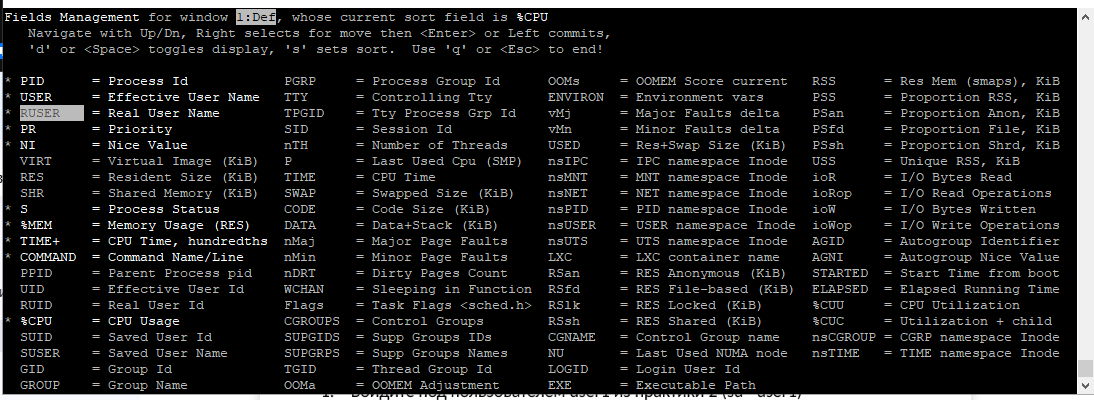 Fields Management for window 1:Def, whose current sort field is %CPU
Navigate with Up/Dn, Right selects for move then <Enter> or Left commits,
'd' or <Space> toggles display, 's' sets sort.  Use 'q' or <Esc> to end!
* PID     = Process Id             PGRP    = Process Group Id       OOMs    = OOMEM Score current    RSS      = Res Mem (smaps), KiB
* USER    = Effective User Name    TTY     = Controlling Tty        ENVIRON = Environment vars       PSS      = Proportion RSS,  KiB
* RUSER   = Real User Name         TPGID   = Tty Process Grp Id     vMj     = Major Faults delta     PSan     = Proportion Anon, KiB
* PR      = Priority               SID     = Session Id             vMn     = Minor Faults delta     PSfd     = Proportion File, KiB
* NI      = Nice Value             nTH     = Number of Threads      USED    = Res+Swap Size (KiB)    PSsh     = Proportion Shrd, KiB
VIRT    = Virtual Image (KiB)    P       = Last Used Cpu (SMP)    nsIPC   = IPC namespace Inode    USS      = Unique RSS, KiB
RES     = Resident Size (KiB)    TIME    = CPU Time               nsMNT   = MNT namespace Inode    ioR      = I/O Bytes Read
SHR     = Shared Memory (KiB)    SWAP    = Swapped Size (KiB)     nsNET   = NET namespace Inode    ioRop    = I/O Read Operations
* S       = Process Status         CODE    = Code Size (KiB)        nsPID   = PID namespace Inode    ioW      = I/O Bytes Written
* %MEM    = Memory Usage (RES)     DATA    = Data+Stack (KiB)       nsUSER  = USER namespace Inode   ioWop    = I/O Write Operations
* TIME+   = CPU Time, hundredths   nMaj    = Major Page Faults      nsUTS   = UTS namespace Inode    AGID     = Autogroup Identifier
* COMMAND = Command Name/Line      nMin    = Minor Page Faults      LXC     = LXC container name     AGNI     = Autogroup Nice Value
PPID    = Parent Process pid     nDRT    = Dirty Pages Count      RSan    = RES Anonymous (KiB)    STARTED  = Start Time from boot
UID     = Effective User Id      WCHAN   = Sleeping in Function   RSfd    = RES File-based (KiB)   ELAPSED  = Elapsed Running Time
RUID    = Real User Id           Flags   = Task Flags <sched.h>   RSlk    = RES Locked (KiB)       %CUU     = CPU Utilization
* %CPU    = CPU Usage              CGROUPS = Control Groups         RSsh    = RES Shared (KiB)       %CUC     = Utilization + child
SUID    = Saved User Id          SUPGIDS = Supp Groups IDs        CGNAME  = Control Group name     nsCGROUP = CGRP namespace Inode
SUSER   = Saved User Name        SUPGRPS = Supp Groups Names      NU      = Last Used NUMA node    nsTIME   = TIME namespace Inode
GID     = Group Id               TGID    = Thread Group Id        LOGID   = Login User Id
GROUP   = Group Name             OOMa    = OOMEM Adjustment       EXE     = Executable Path
1. Войдите под пользователем user1 из практики 2 (su - user1)